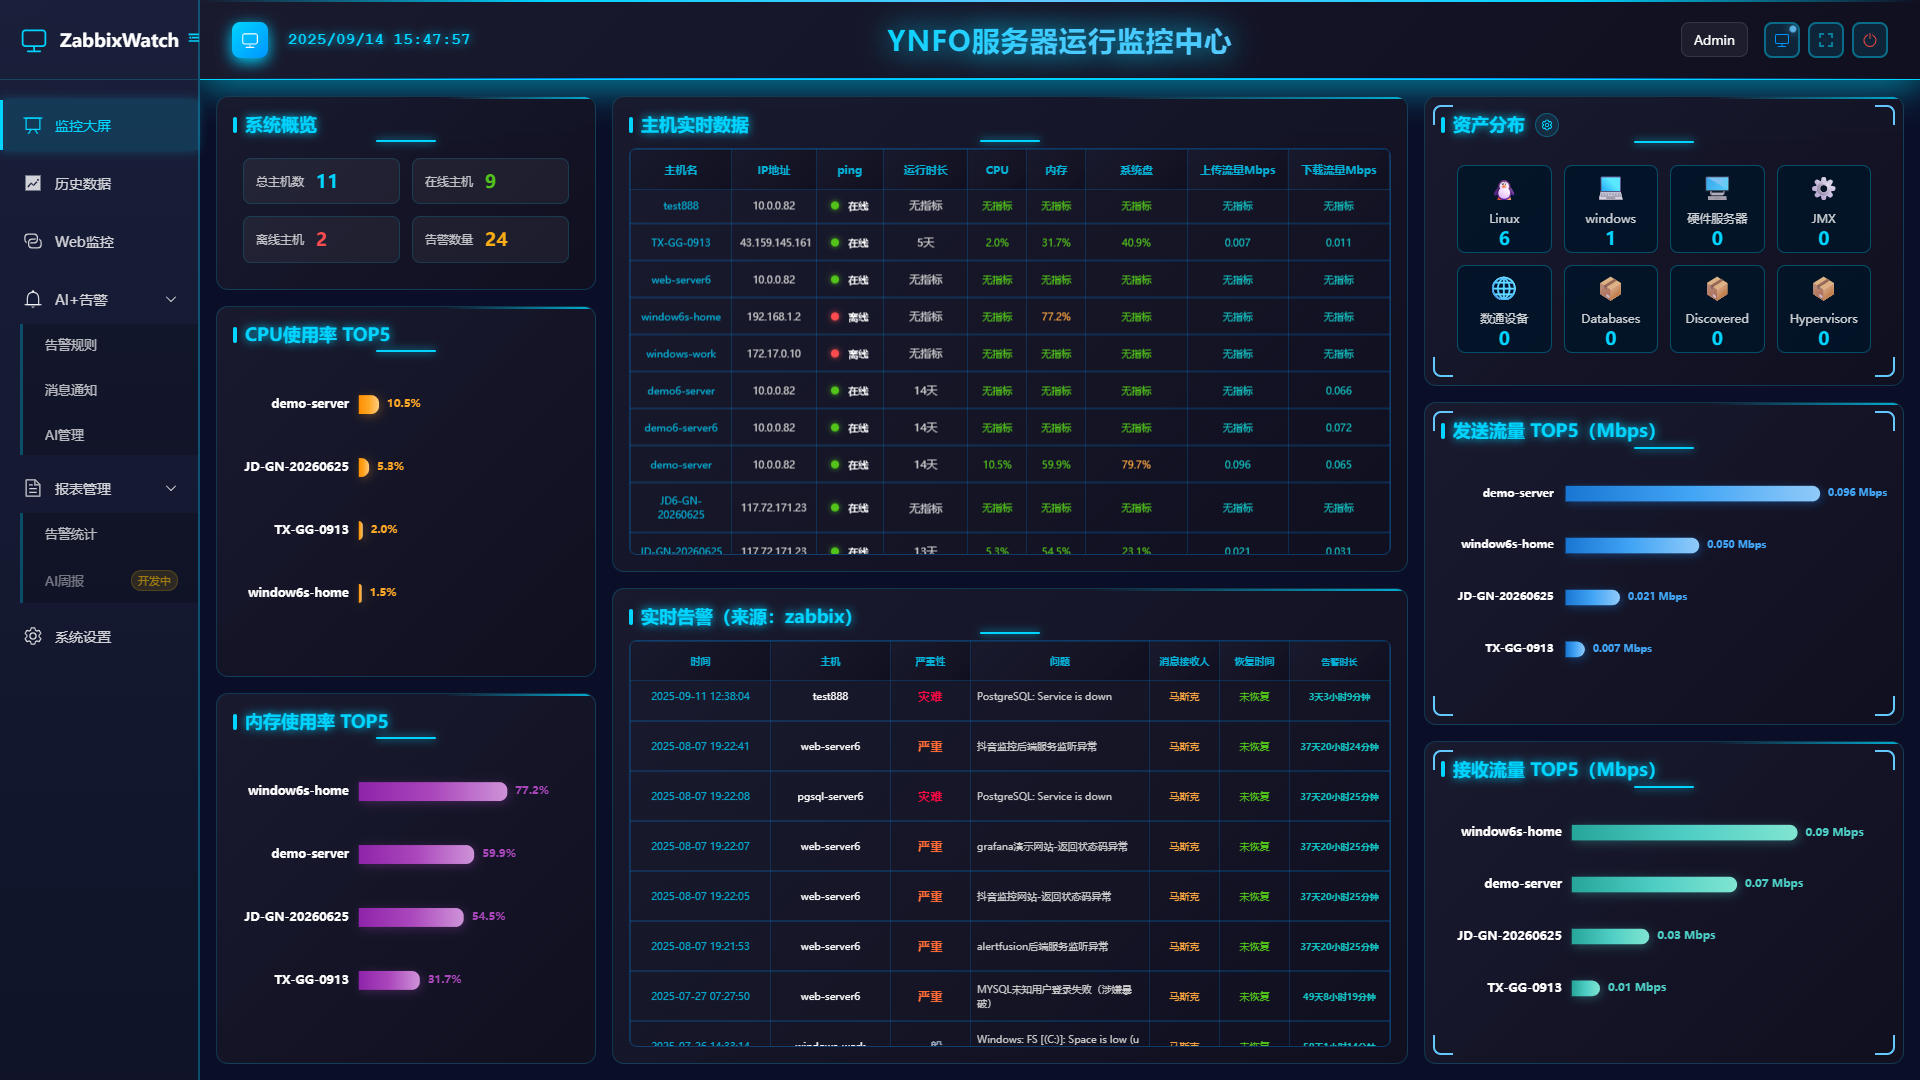 ZabbixWatch
监控大屏
历史数据
Web监控
AI+告警
告警规则
消息通知
AI管理
报表管理
告警统计
AI周报 开发中
系统设置
2025/09/14 15:47:57
YNFO服务器运行监控中心
Admin
系统概览
总主机数 11
在线主机 9
离线主机 2
告警数量 24
CPU使用率 TOP5
demo-server 10.5%
JD-GN-20260625 5.3%
TX-GG-0913 2.0%
window6s-home 1.5%
内存使用率 TOP5
window6s-home 77.2%
demo-server 59.9%
JD-GN-20260625 54.5%
TX-GG-0913 31.7%
主机实时数据
主机名 IP地址 ping 运行时长 CPU 内存 系统盘 上传流量Mbps 下载流量Mbps
test888 10.0.0.82 在线 无指标 无指标 无指标 无指标 无指标 无指标
TX-GG-0913 43.159.145.161 在线 5天 2.0% 31.7% 40.9% 0.007 0.011
web-server6 10.0.0.82 在线 无指标 无指标 无指标 无指标 无指标 无指标
window6s-home 192.168.1.2 离线 无指标 无指标 77.2% 无指标 无指标 无指标
windows-work 172.17.0.10 离线 无指标 无指标 无指标 无指标 无指标 无指标
demo6-server 10.0.0.82 在线 14天 无指标 无指标 无指标 无指标 0.066
demo6-server6 10.0.0.82 在线 14天 无指标 无指标 无指标 无指标 0.072
demo-server 10.0.0.82 在线 14天 10.5% 59.9% 79.7% 0.096 0.065
JD6-GN-
20260625 117.72.171.23 在线 无指标 无指标 无指标 无指标 无指标 无指标
JD-GN-20260625 117.72.171.23 在线 13天 5.3% 54.5% 23.1% 0.021 0.031
实时告警（来源：zabbix）
时间 主机 严重性 问题 消息接收人 恢复时间 告警时长
2025-09-11 12:38:04 test888 灾难 PostgreSQL: Service is down 马斯克 未恢复 3天3小时9分钟
2025-08-07 19:22:41 web-server6 严重 抖音监控后端服务监听异常 马斯克 未恢复 37天20小时24分钟
2025-08-07 19:22:08 pgsql-server6 灾难 PostgreSQL: Service is down 马斯克 未恢复 37天20小时25分钟
2025-08-07 19:22:07 web-server6 严重 grafana演示网站-返回状态码异常 马斯克 未恢复 37天20小时25分钟
2025-08-07 19:22:05 web-server6 严重 抖音监控网站-返回状态码异常 马斯克 未恢复 37天20小时25分钟
2025-08-07 19:21:53 web-server6 严重 alertfusion后端服务监听异常 马斯克 未恢复 37天20小时25分钟
2025-07-27 07:27:50 web-server6 严重 MYSQL未知用户登录失败（涉嫌暴
破） 马斯克 未恢复 49天8小时19分钟
Windows: FS [(C:)]: Space is low (u
资产分布
Linux 6
windows 1
硬件服务器 0
JMX 0
数通设备 0
Databases 0
Discovered 0
Hypervisors 0
发送流量 TOP5（Mbps）
demo-server 0.096 Mbps
window6s-home 0.050 Mbps
JD-GN-20260625 0.021 Mbps
TX-GG-0913 0.007 Mbps
接收流量 TOP5（Mbps）
window6s-home 0.09 Mbps
demo-server 0.07 Mbps
JD-GN-20260625 0.03 Mbps
TX-GG-0913 0.01 Mbps